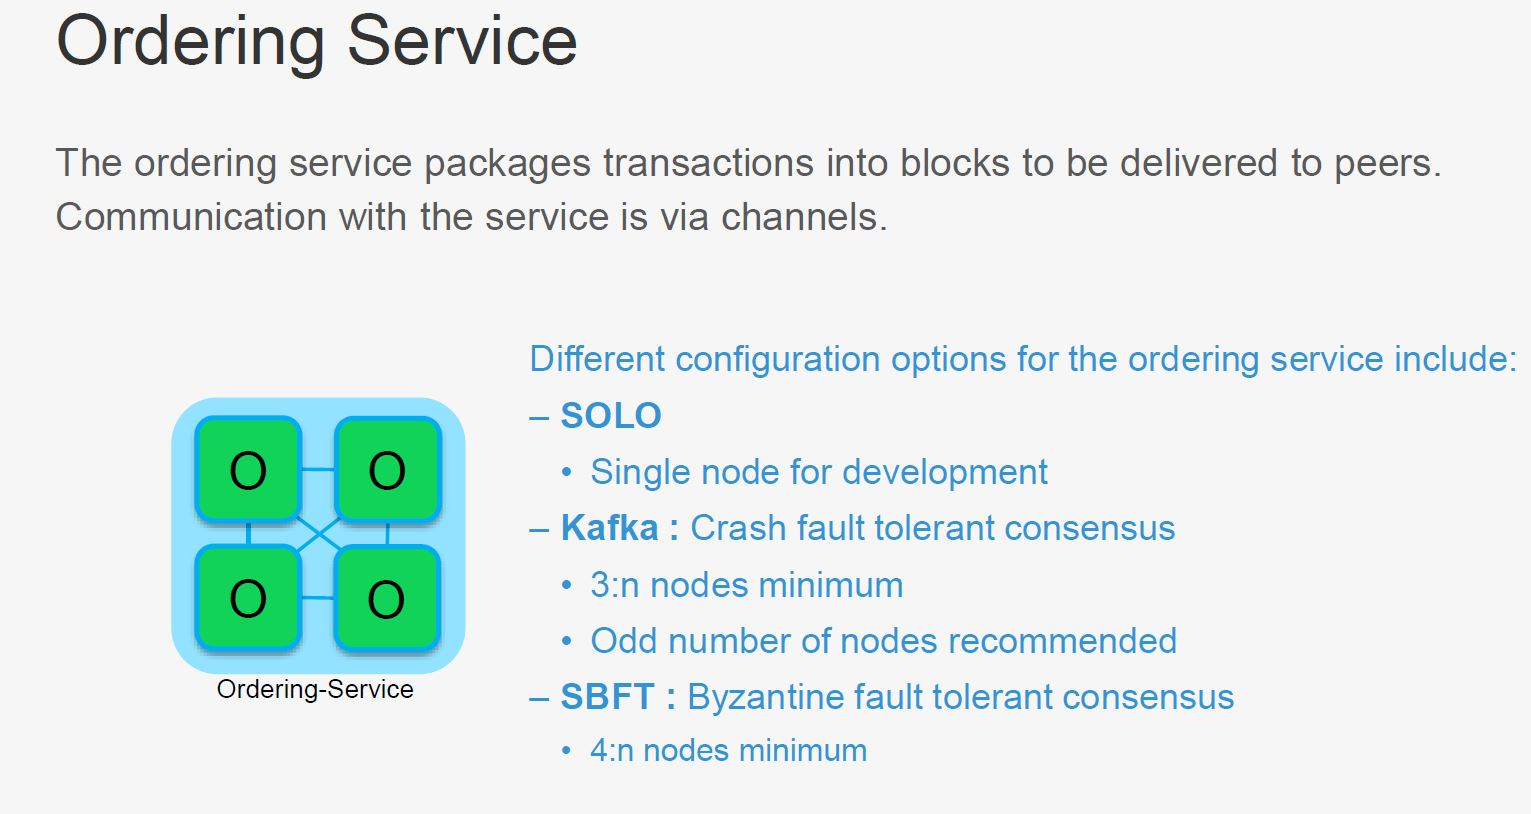 Ordering Service
The ordering service packages transactions into blocks to be delivered to peers.
Communication with the service is via channels.
O O
O O
Ordering-Service
Different configuration options for the ordering service include:
– SOLO
• Single node for development
– Kafka : Crash fault tolerant consensus
• 3:n nodes minimum
• Odd number of nodes recommended
– SBFT : Byzantine fault tolerant consensus
• 4:n nodes minimum